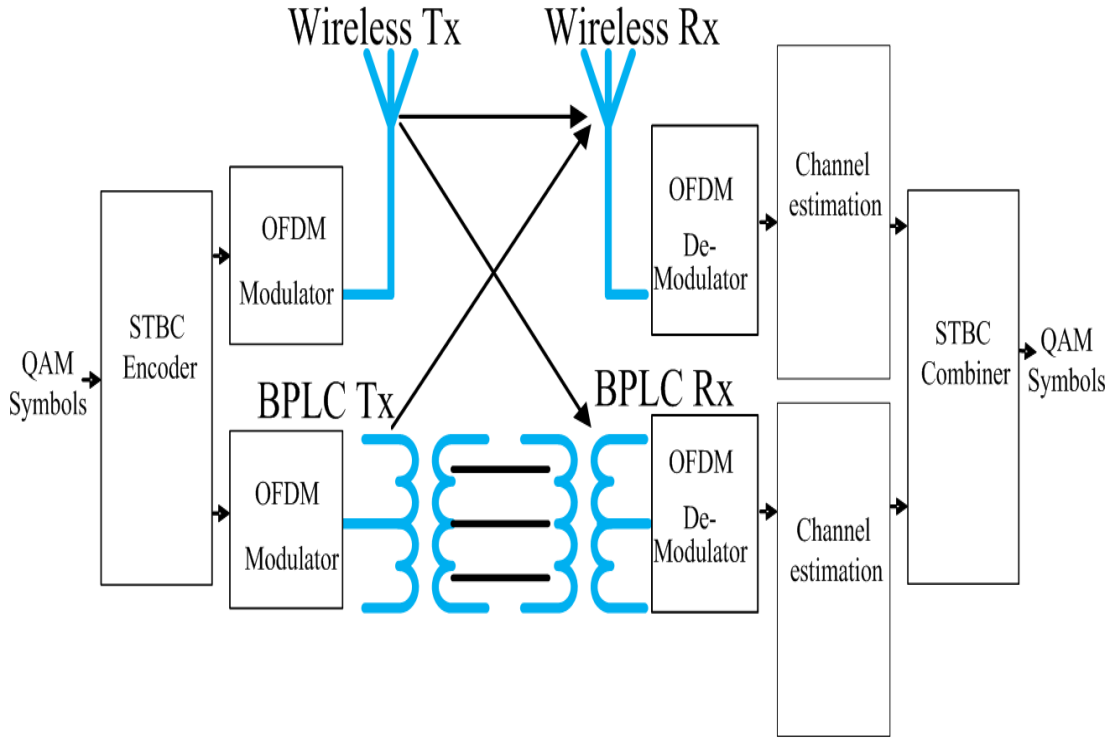 Wireless Tx
Wireless Rx
OFDM
Modulator
OFDM
De-
Modulator
Channel
estimation
QAM
Symbols
STBC
Encoder
STBC
Combiner
QAM
Symbols
BPLC Tx
BPLC Rx
OFDM
Modulator
OFDM
De-
Modulator
Channel
estimation